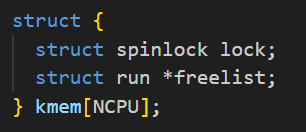 struct {
  struct spinlock lock;
  struct run *freelist;
} kmem[NCPU];